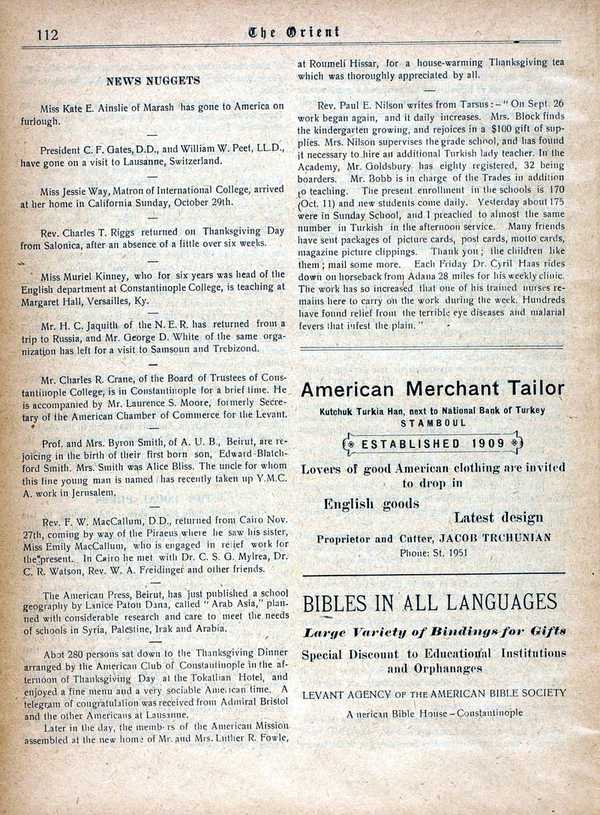 112
The Orient
NEWS NUGGETS
Miss Kate E. Ainslie of Marash has gone to America on
furlough.
President C. F. Gates, D.D., and William W. Peet, LL.D.,
have gone on a visit to Lausanne, Switzerland.
Miss Jessie Way, Matron of International College, arrived
at her home in California Sunday, October 29th.
Rev. Charles T. Riggs returned on Thanksgiving Day
from Salonica, after an absence of a little over six weeks.
Miss Muriel Kinney, who for six years was head of the
English department at Constantinople College, is teaching at
Margaret Hall, Versailles, Ky.
Mr. H. C. Jaquith of the N. E. R. has returned from a
trip to Russia, and Mr. George D. White of the same orga-
nization has left for a visit to Samsoun and Trebizond.
Mr. Charles R. Crane, of the Board of Trustees of Cons-
tantinople College, is in Constantinople for a brief time. He
is accompanied by Mr. Laurence S. Moore, formerly Secre-
tary of the American Chamber of Commerce for the Levant.
Prof. and Mrs. Byron Smith, of A. U. B., Beirut, are re-
joicing in the birth of their first born son, Edward Blatch-
ford Smith. Mrs. Smith was Alice Bliss. The uncle for whom
this fine young man is named has recently taken up Y.M.C.
A. work in Jerusalem.
Rev. F. W. MacCallum, D.D., returned from Cairo Nov.
27th, coming by way of the Piraeus where he saw his sister,
Miss Emily MacCallum, who is engaged in relief work for
the present. In Cairo he met with Dr. C. S. G. Mylrea, Dr.
C. R. Watson, Rev. W. A. Freidinger and other friends.
The American Press, Beirut, has just published a school
geography by Lanice Paton Dana, called "Arab Asia," plan-
ned with considerable research and care to meet the needs
of schools in Syria, Palestine, Irak and Arabia.
Abot 280 persons sat down to the Thanksgiving Dinner
arranged by the American Club of Constantinople in the af-
ternoon of Thanksgiving Day at the Tokatlian Hotel, and
enjoyed a fine menu and a very sociable American time. A
telegram of congratulation was received from Admiral Bristol
and the other Americans at Lausanne.
Later in the day, the members of the American Mission
assembled at the new home of Mr. and Mrs. Luther R. Fowle,
at Roumeli Hissar, for a house-warming Thanksgiving tea
which was thoroughly appreciated by all.
Rev. Paul E. Nilson writes from Tarsus: – "On Sept. 26
work began again, and it daily increases. Mrs. Block finds
the kindergarten growing, and rejoices in a $100 gift of sup-
plies. Mrs. Nilson supervises the grade school, and has found
it necessary to hire an additional Turkish lady teacher. In the
Academy, Mr. Goldsbury has eighty registered, 32 being
boarders. Mr. Bobb is in charge of the Trades in addition
to teaching. The present enrollment in the schools is 170
(Oct. 11) and new students come daily. Yesterday about 175
were in Sunday School, and I preached to almost the same
number in Turkish in the afternoon service. Many friends
have sent packages of picture cards, post cards, motto cards,
magazine picture clippings. Thank you; the children like
them; mail some more. Each Friday Dr. Cyril Haas rides
down on horseback from Adana 28 miles for his weekly clinic.
The work has so increased that one of his trained nurses re-
mains here to carry on the work during the week. Hundreds
have found relief from the terrible eye diseases and malarial
fevers that infest the plain."
American Merchant Tailor
Kutchuk Turkia Han, next to National Bank of Turkey
STAMBOUL
ESTABLISHED 1909
Lovers of good American clothing are invited
to drop in
English goods
Latest design
Proprietor and Cutter, JACOB TRCHUNIAN
Phone: St. 1951
BIBLES IN ALL LANGUAGES
Large Variety of Bindings for Gifts
Special Discount to Educational Institutions
and Orphanages
LEVANT AGENCY OF THE AMERICAN BIBLE SOCIETY
American Bible House – Constantinople